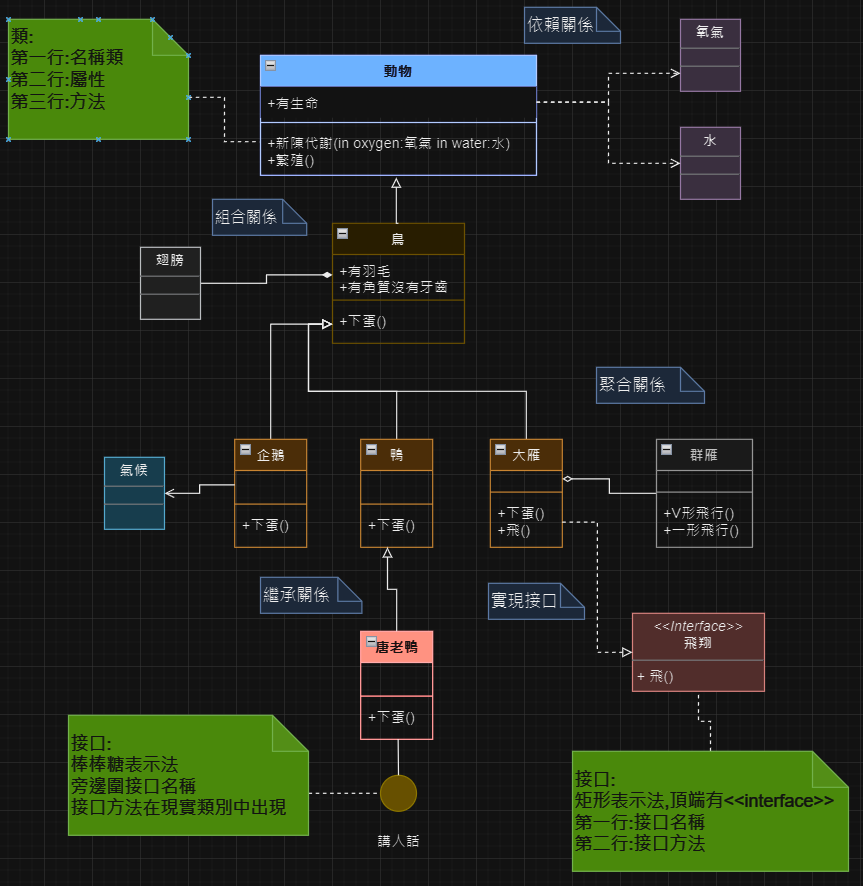 類:
第一行:名稱類
第二行:屬性
第三行:方法
依賴關係
氧氣
動物
+有生命
+新陳代謝(in oxygen:氧氣 in water:水)
+繁殖()
水
組合關係
鳥
+有羽毛
+有角質沒有牙齒
+下蛋()
翅膀
聚合關係
氣候
企鵝
+下蛋()
鴨
+下蛋()
大雁
+下蛋()
+飛()
群雁
+V形飛行()
+一形飛行()
繼承關係
實現接口
<<Interface>>
飛翔
+ 飛()
唐老鴨
+下蛋()
接口:
棒棒糖表示法
旁邊圍接口名稱
接口方法在現實類別中出現
講人話
接口:
矩形表示法,頂端有<<interface>>
第一行:接口名稱
第二行:接口方法